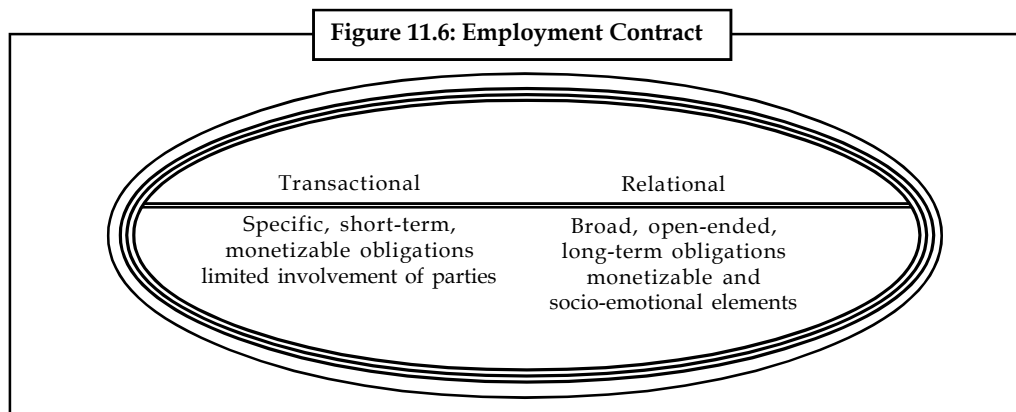 Figure 11.6: Employment Contract
Transactional
Specific, short-term,
monetizable obligations
limited involvement of parties
Relational
Broad, open-ended,
long-term obligations
monetizable and
socio-emotional elements